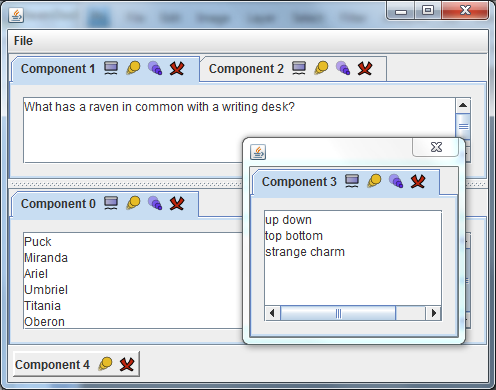 File
Component 1
Component 2
What has a raven in common with a writing desk?
Component 3
up down
top bottom
strange charm
Component 0
Puck
Miranda
Ariel
Umbriel
Titania
Oberon
Component 4